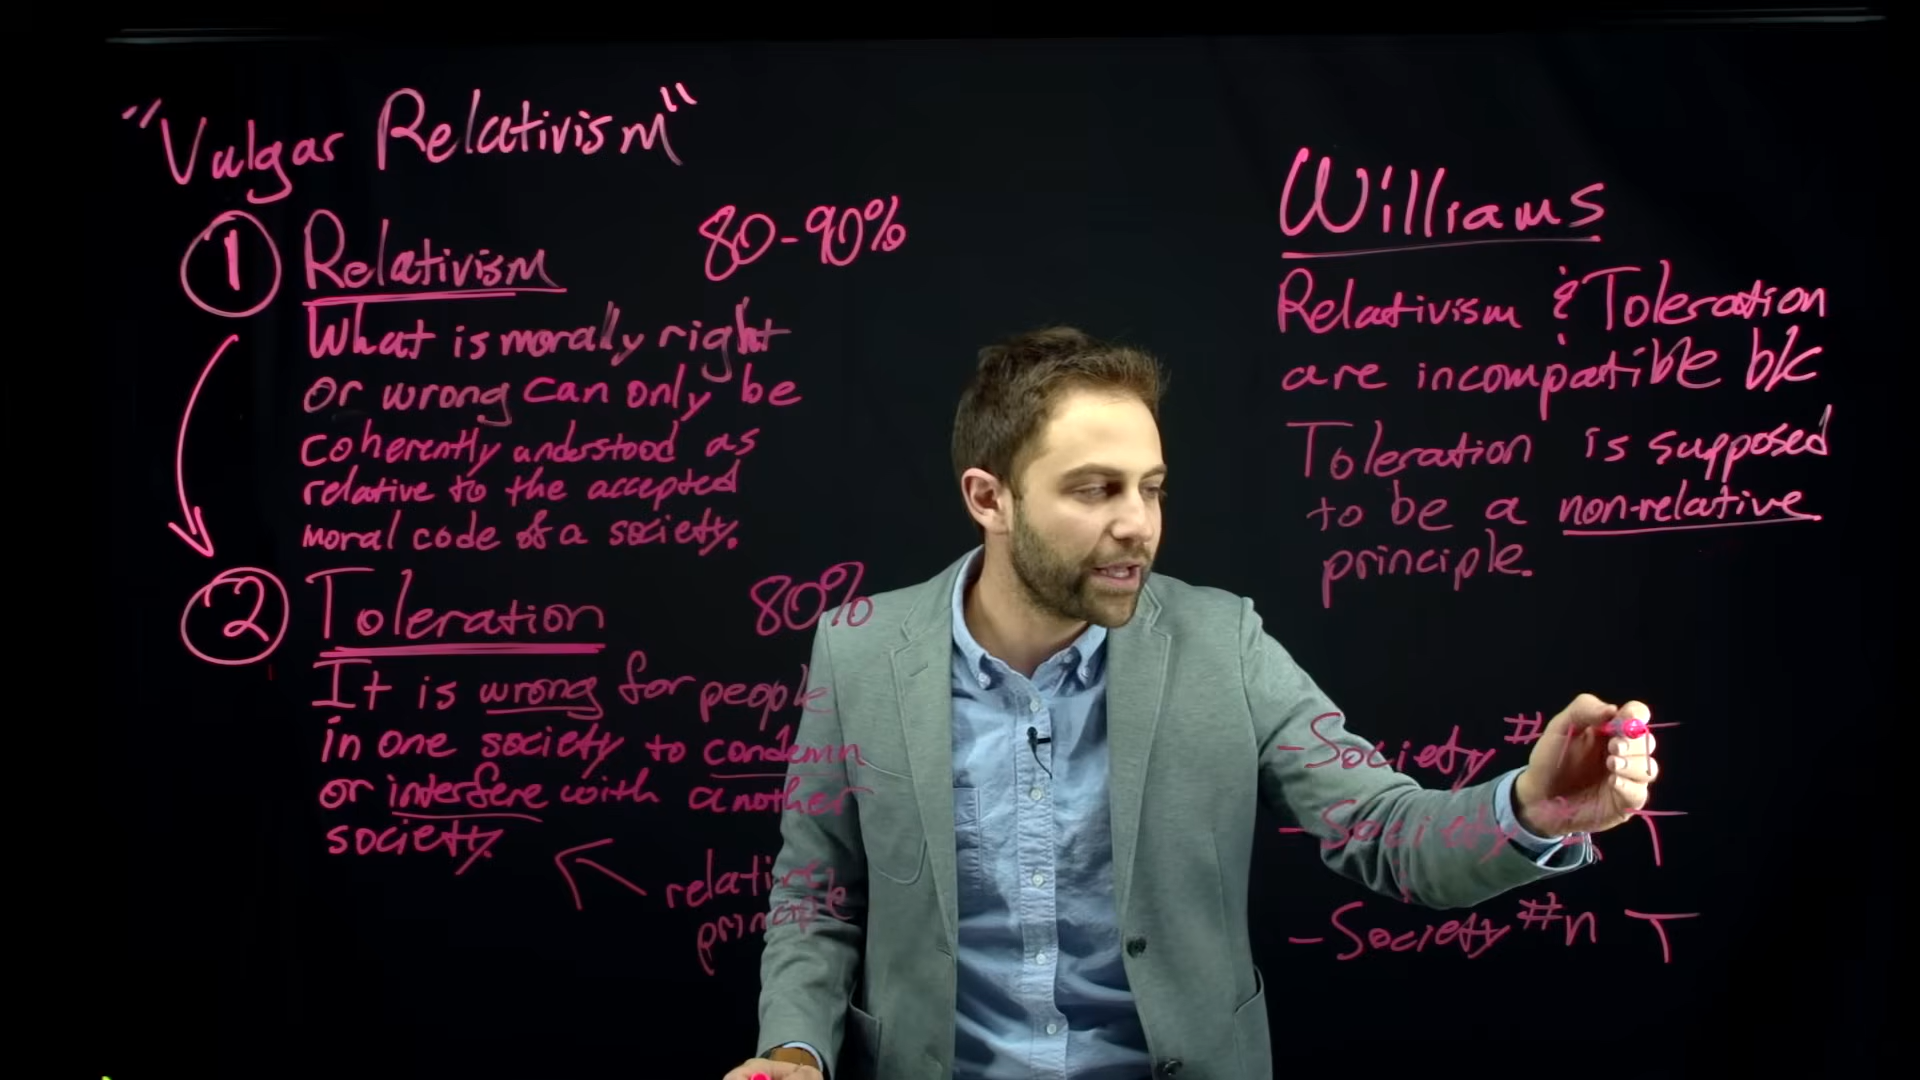 "Vulgar Relativism"
1 Relativism 80-90%
What is morally right
or wrong can only be
coherently understood as
relative to the accepted
moral code of a society.
2 Toleration 80%
It is wrong for people
in one society to condemn
or interfere with another
society.
relative
principle
Williams
Relativism & Toleration
are incompatible b/c
Toleration is supposed
to be a non-relative
principle.
- Society #1 T
- Society #2 T
- Society #n T